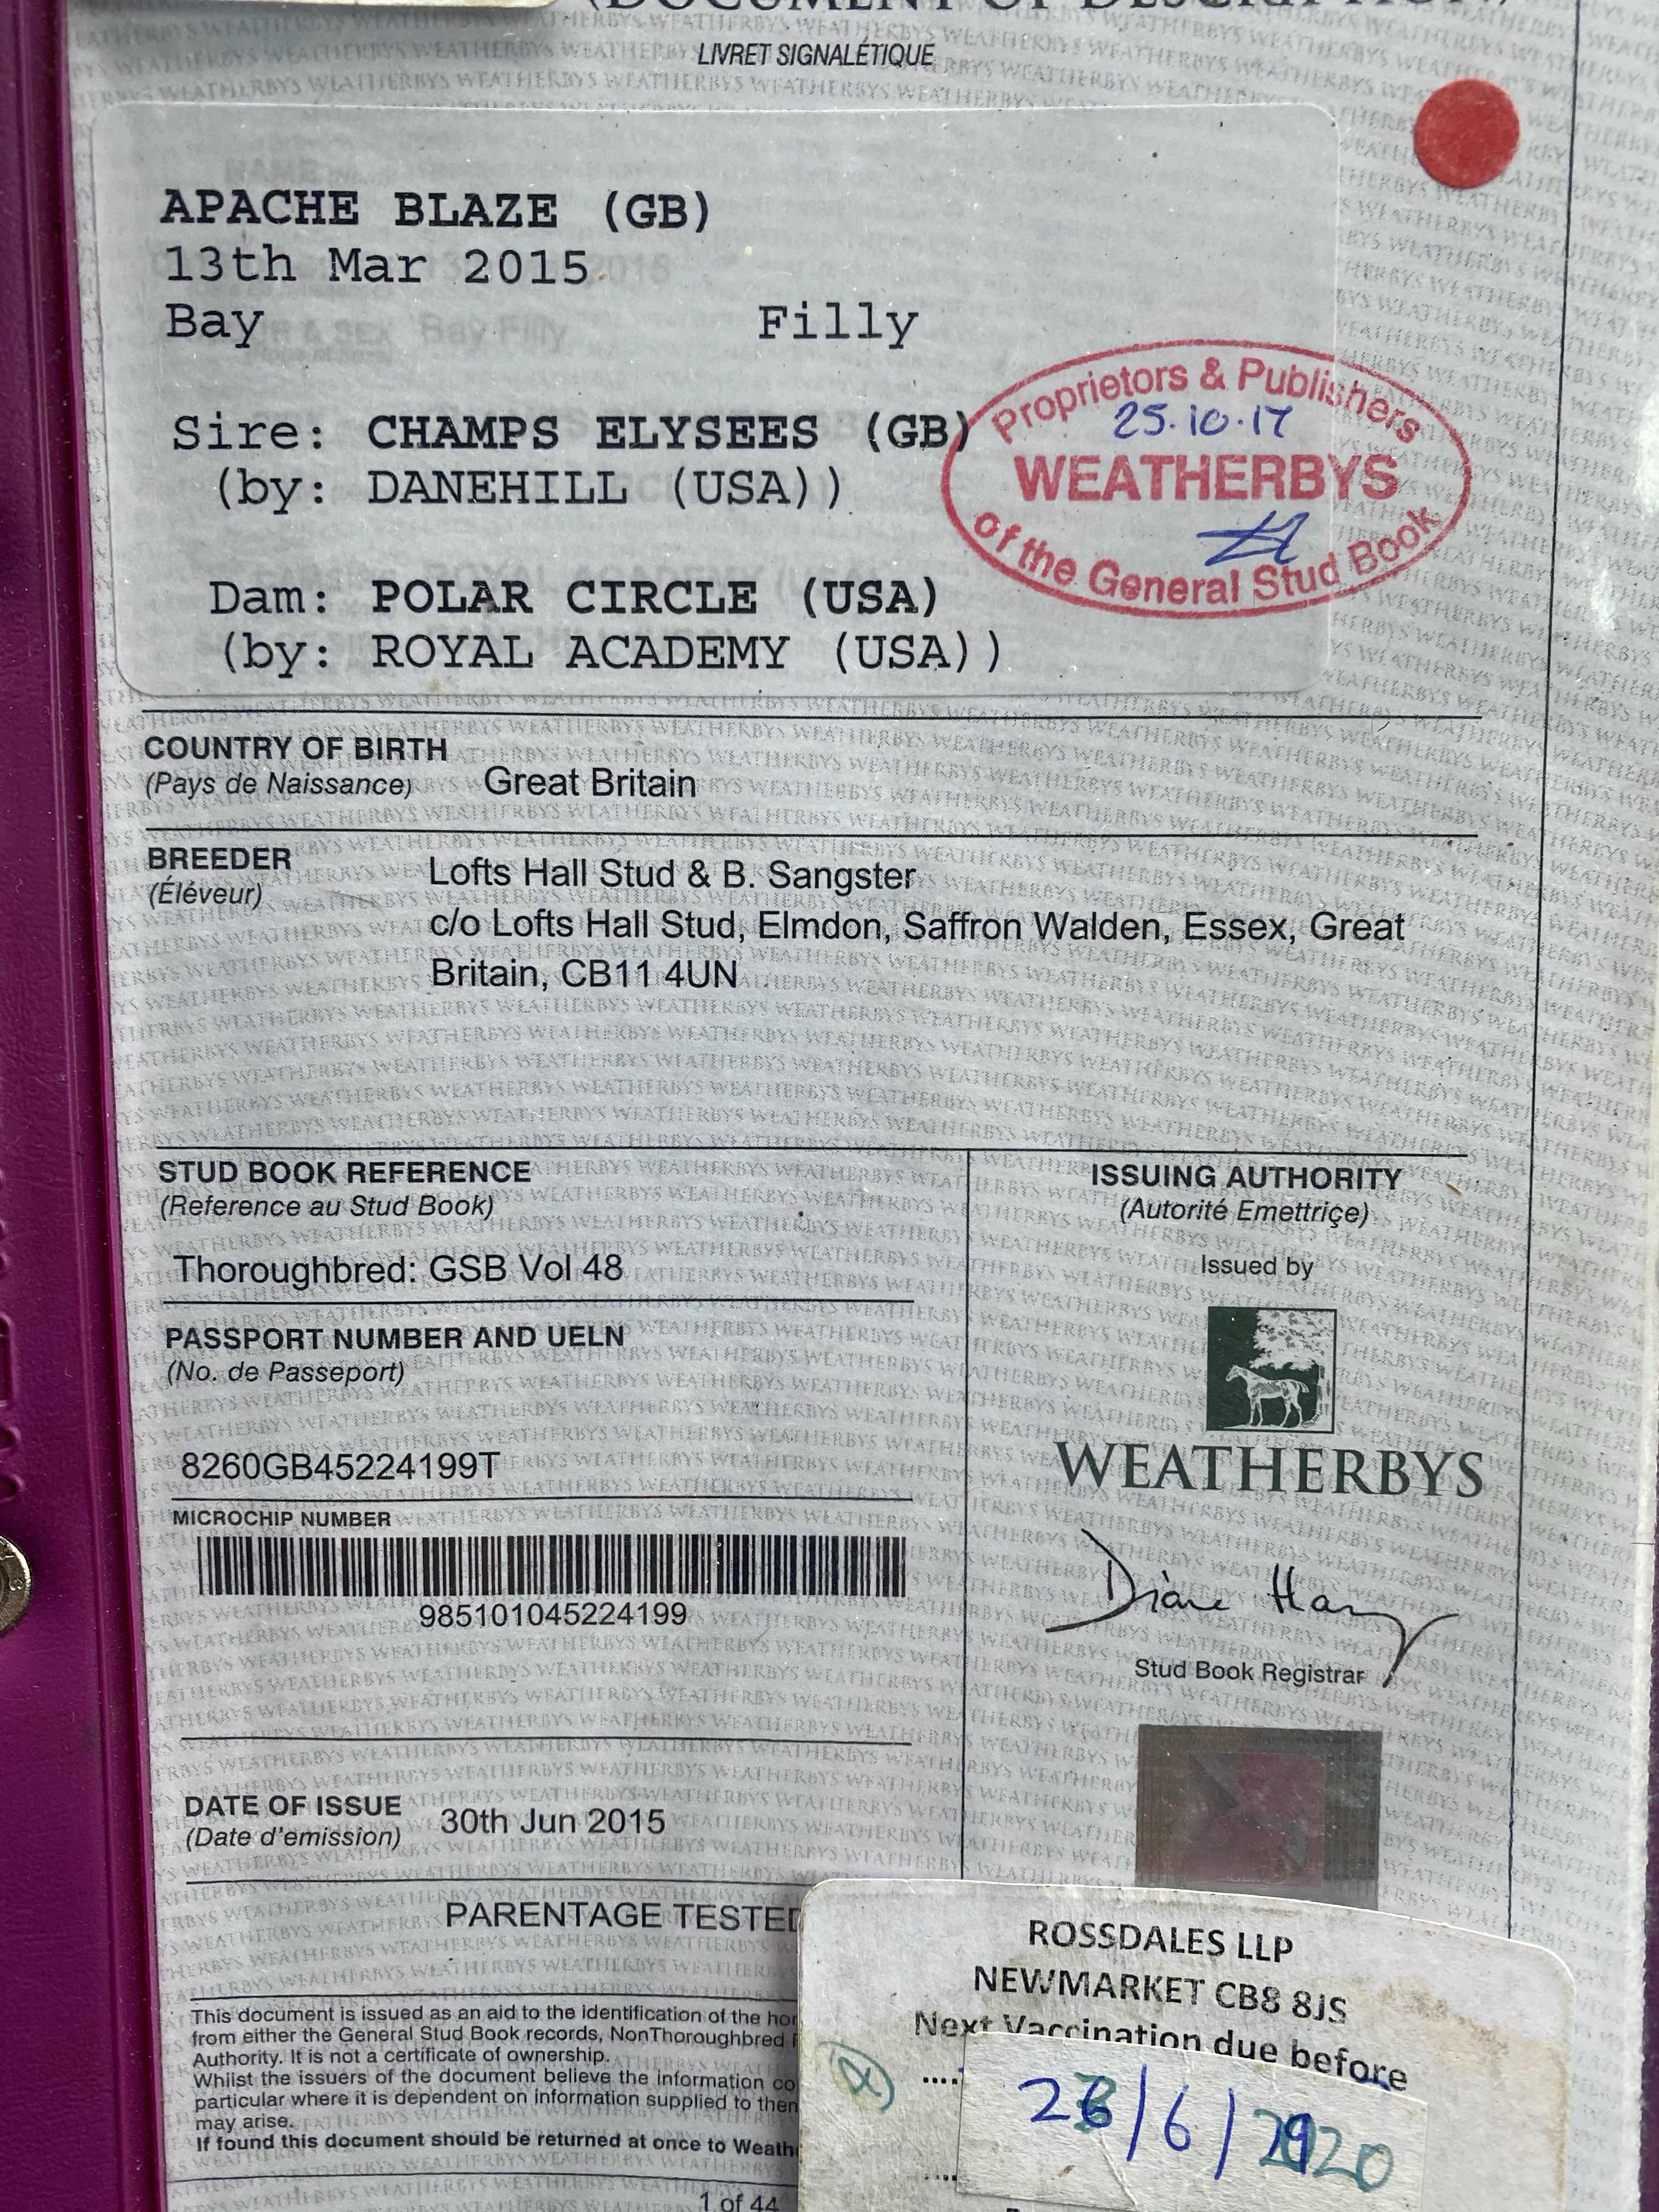 (DOCUMENT OF DESCRIPTION)
LIVRET SIGNALÉTIQUE
APACHE BLAZE (GB)
13th Mar 2015
Bay Filly
Sire: CHAMPS ELYSEES (GB)
(by: DANEHILL (USA))
Dam: POLAR CIRCLE (USA)
(by: ROYAL ACADEMY (USA))
Proprietors & Publishers
25.10.17
WEATHERBYS
of the General Stud Book
COUNTRY OF BIRTH
(Pays de Naissance) Great Britain
BREEDER
(Éléveur)
Lofts Hall Stud & B. Sangster
c/o Lofts Hall Stud, Elmdon, Saffron Walden, Essex, Great
Britain, CB11 4UN
STUD BOOK REFERENCE
(Reference au Stud Book)
Thoroughbred: GSB Vol 48
PASSPORT NUMBER AND UELN
(No. de Passeport)
8260GB45224199T
MICROCHIP NUMBER
985101045224199
DATE OF ISSUE
(Date d'emission) 30th Jun 2015
ISSUING AUTHORITY
(Autorité Emettriçe)
Issued by
WEATHERBYS
Diane Har
Stud Book Registrar
PARENTAGE TESTED
This document is issued as an aid to the identification of the
from either the General Stud Book records, NonThoroughbred
Authority. It is not a certificate of ownership.
Whilst the issuers of the document believe the information
particular where it is dependent on information supplied to
may arise.
If found this document should be returned at once to
1 of 44
ROSSDALES LLP
NEWMARKET CB8 8JS
Next Vaccination due before
/6/ 20